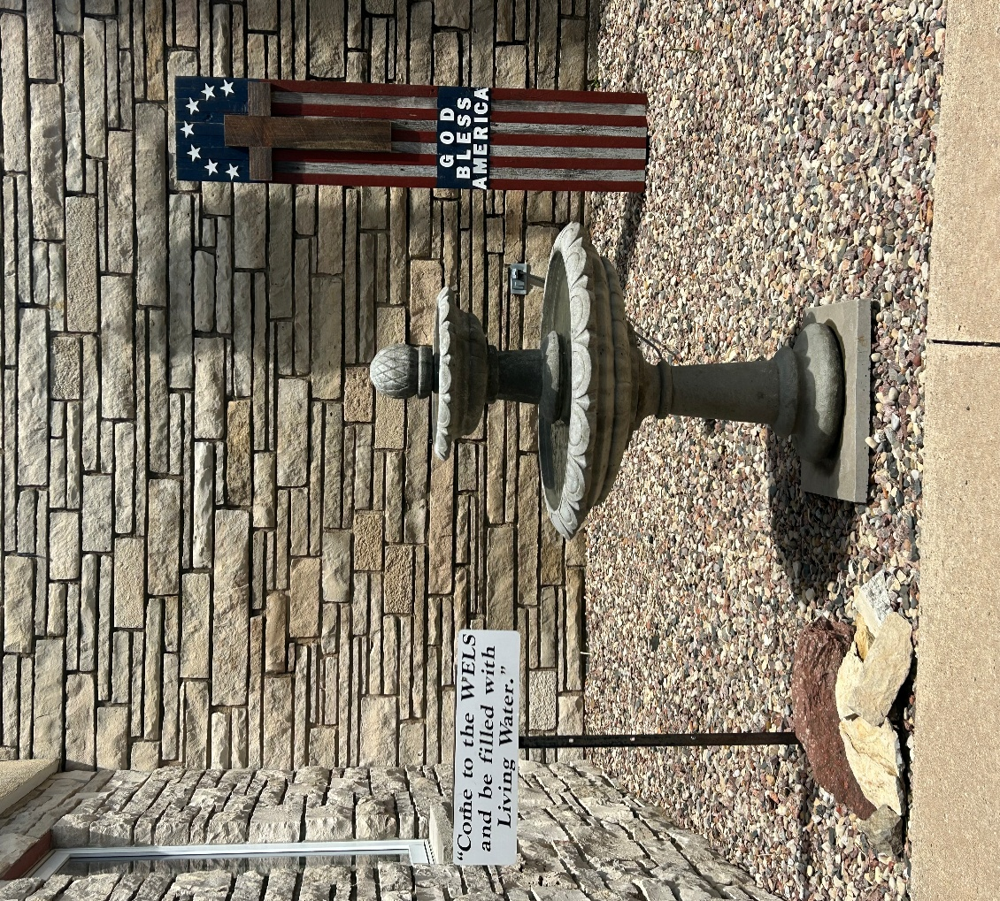 "Come to the WELS
and be filled with
Living Water."
GOD
BLESS
AMERICA